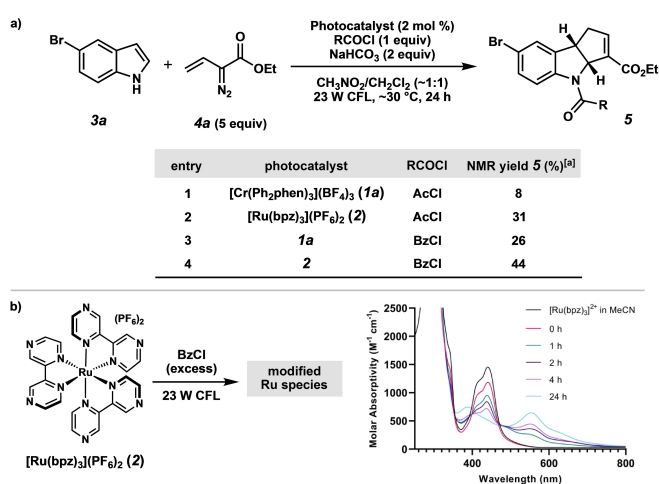 a)
Br
N
H
3a
+
O
OEt
N2
4a (5 equiv)
Photocatalyst (2 mol %)
RCOCl (1 equiv)
NaHCO3 (2 equiv)
CH3NO2/CH2Cl2 (~1:1)
23 W CFL, ~30 °C, 24 h
Br
H
H
N
CO2Et
O
R
5
entry photocatalyst RCOCl NMR yield 5 (%)[a]
1 [Cr(Ph2phen)3](BF4)3 (1a) AcCl 8
2 [Ru(bpz)3](PF6)2 (2) AcCl 31
3 1a BzCl 26
4 2 BzCl 44
b)
(PF6)2
N N N
N N N
Ru
N N N
N N N
[Ru(bpz)3](PF6)2 (2)
BzCl
(excess)
23 W CFL
modified
Ru species
Molar Absorptivity (M-1 cm-1)
2500
2000
1500
1000
500
0
400 600 800
Wavelength (nm)
[Ru(bpz)3]2+ in MeCN
0 h
1 h
2 h
4 h
24 h